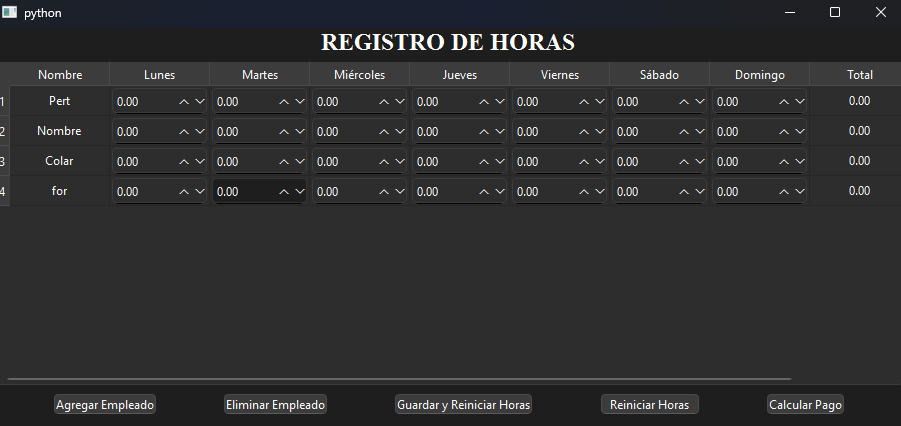 python
REGISTRO DE HORAS
Nombre Lunes Martes Miércoles Jueves Viernes Sábado Domingo Total
1 Pert 0.00 0.00 0.00 0.00 0.00 0.00 0.00 0.00
2 Nombre 0.00 0.00 0.00 0.00 0.00 0.00 0.00 0.00
3 Colar 0.00 0.00 0.00 0.00 0.00 0.00 0.00 0.00
4 for 0.00 0.00 0.00 0.00 0.00 0.00 0.00 0.00
Agregar Empleado Eliminar Empleado Guardar y Reiniciar Horas Reiniciar Horas Calcular Pago